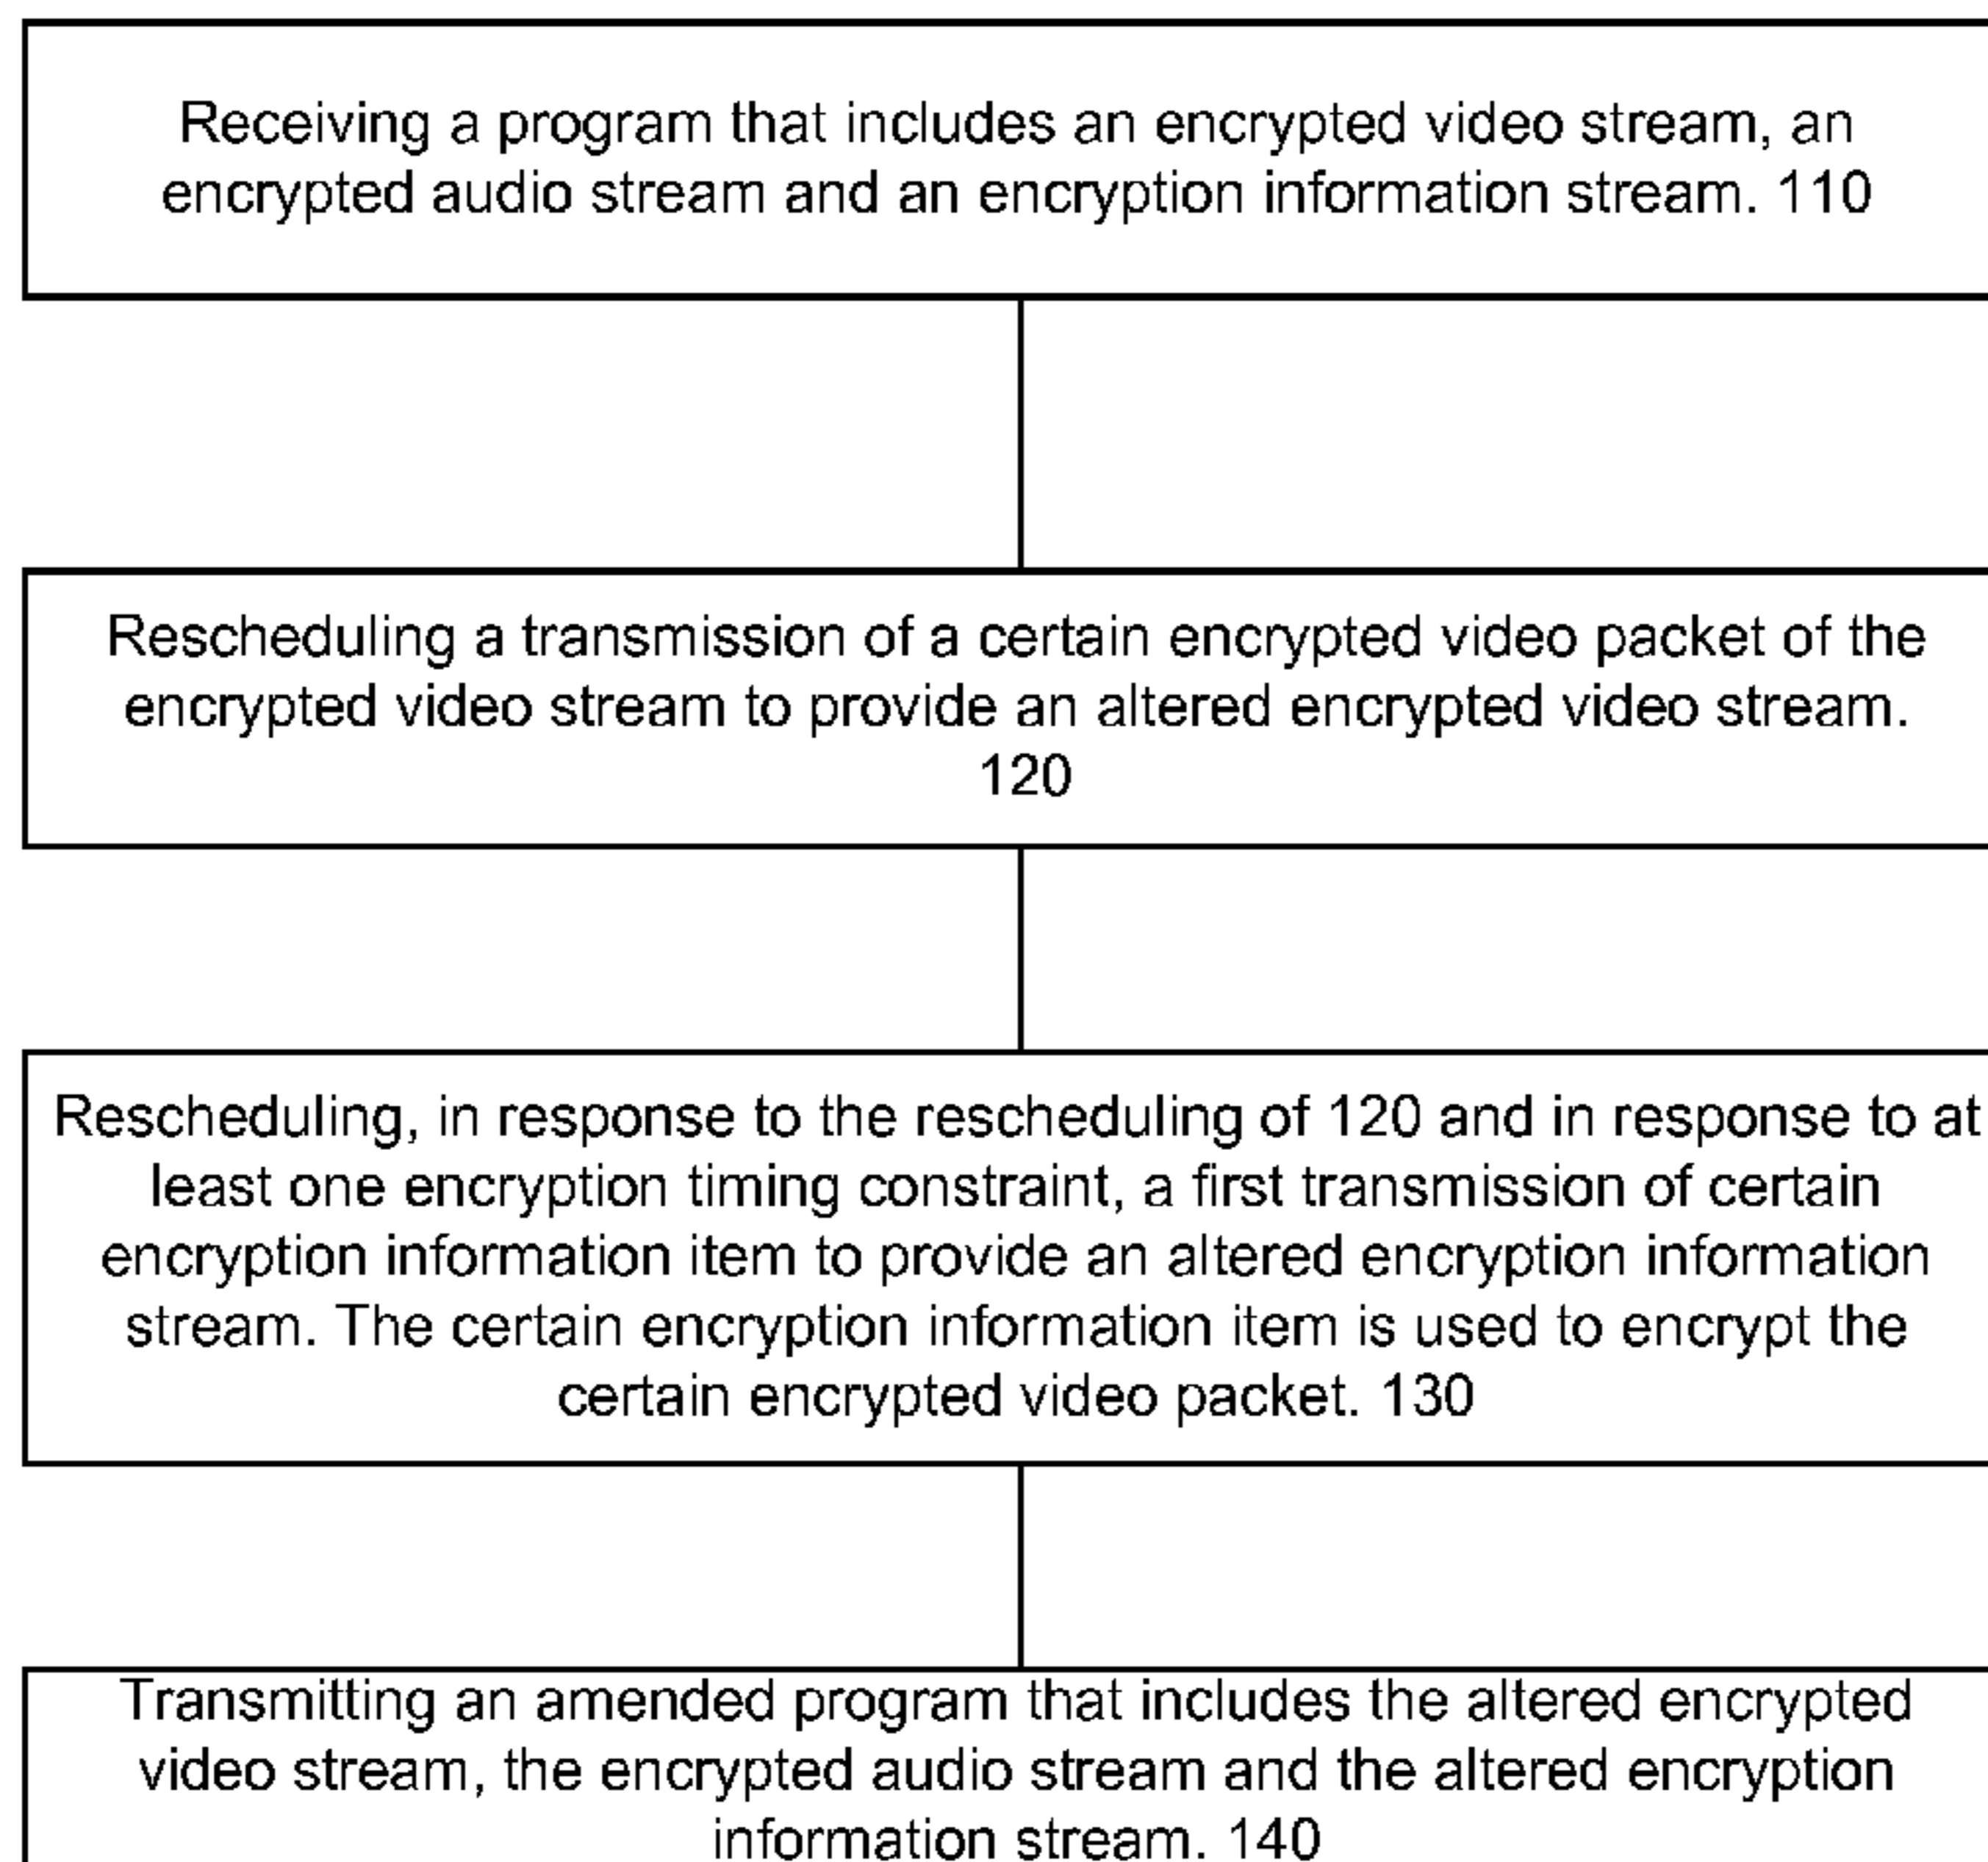 Receiving a program that includes an encrypted video stream, an
encrypted audio stream and an encryption information stream. 110
Rescheduling a transmission of a certain encrypted video packet of the
encrypted video stream to provide an altered encrypted video stream.
120
Rescheduling, in response to the rescheduling of 120 and in response to at
least one encryption timing constraint, a first transmission of certain
encryption information item to provide an altered encryption information
stream. The certain encryption information item is used to encrypt the
certain encrypted video packet. 130
Transmitting an amended program that includes the altered encrypted
video stream, the encrypted audio stream and the altered encryption
information stream. 140